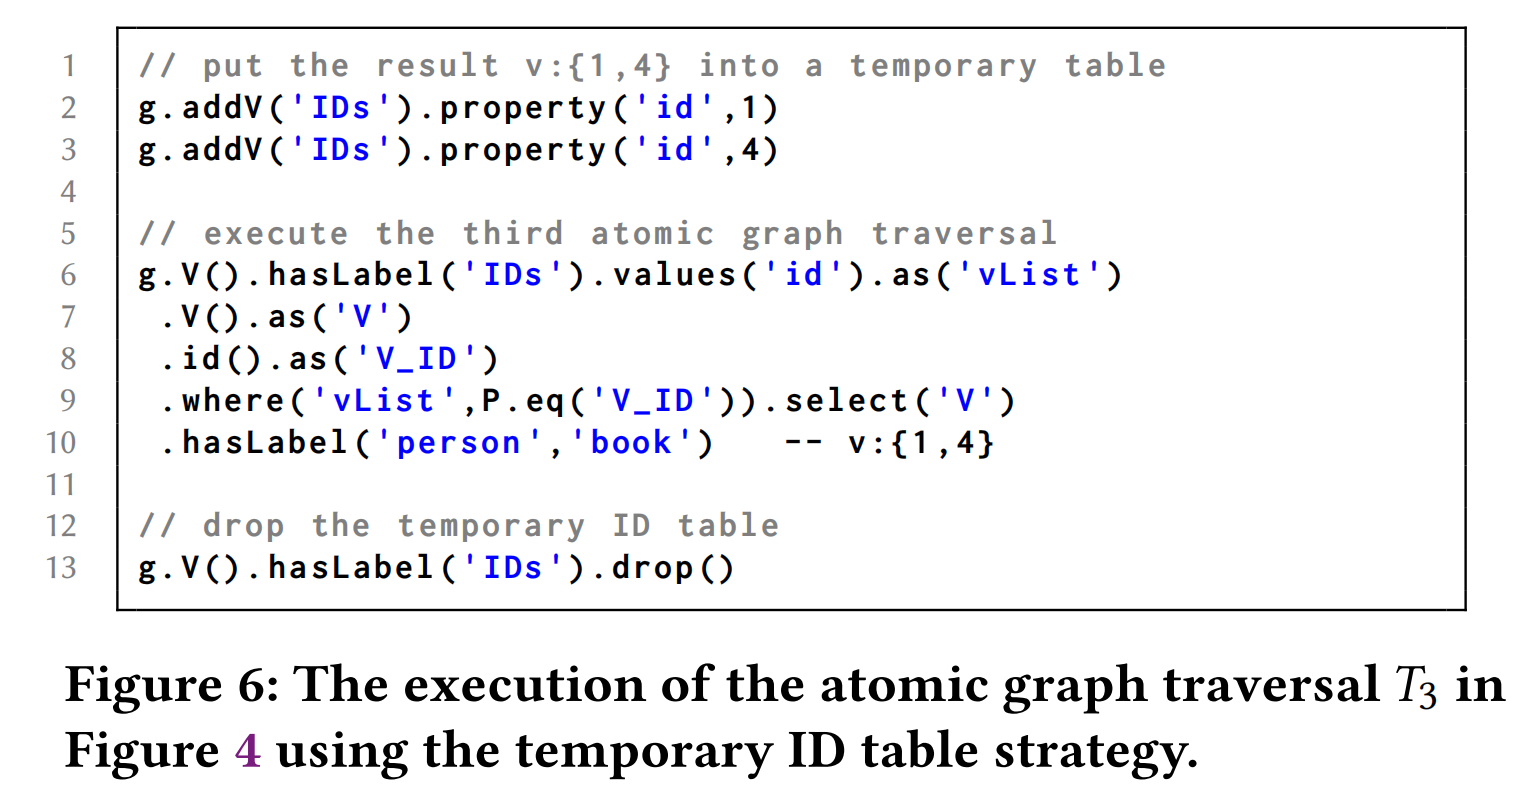 1 // put the result v:{1,4} into a temporary table
2 g.addV('IDs').property('id',1)
3 g.addV('IDs').property('id',4)
4
5 // execute the third atomic graph traversal
6 g.V().hasLabel('IDs').values('id').as('vList')
7 .V().as('V')
8 .id().as('V_ID')
9 .where('vList',P.eq('V_ID')).select('V')
10 .hasLabel('person','book') -- v:{1,4}
11
12 // drop the temporary ID table
13 g.V().hasLabel('IDs').drop()
Figure 6: The execution of the atomic graph traversal T3 in
Figure 4 using the temporary ID table strategy.